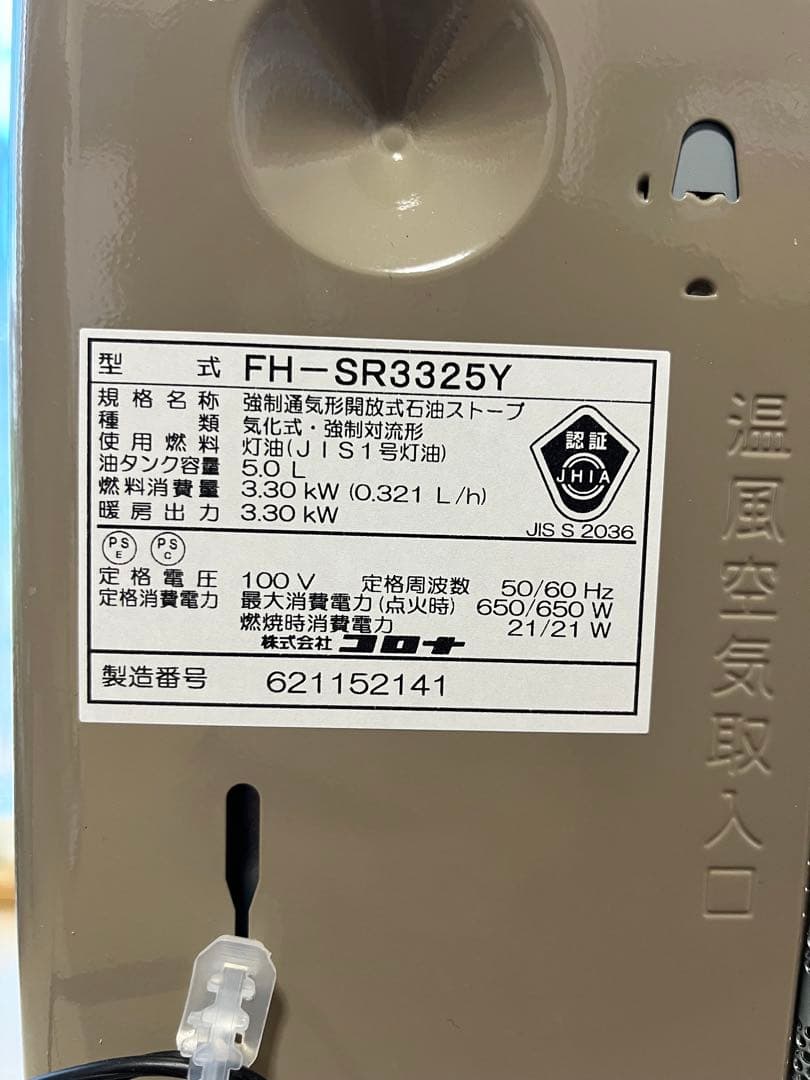 型式 FH-SR3325Y
規格名称 強制通気形開放式石油ストーブ
種類 気化式・強制対流形
使用燃料 灯油(JIS1号灯油)
油タンク容量 5.0 L
燃料消費量 3.30 kW (0.321 L/h)
暖房出力 3.30 kW
認証
JHIA
JIS S 2036
PS E PS C
定格電圧 100 V 定格周波数 50/60 Hz
定格消費電力 最大消費電力(点火時) 650/650 W
燃焼時消費電力 21/21 W
株式会社 コロナ
製造番号 621152141
温風空気取入口